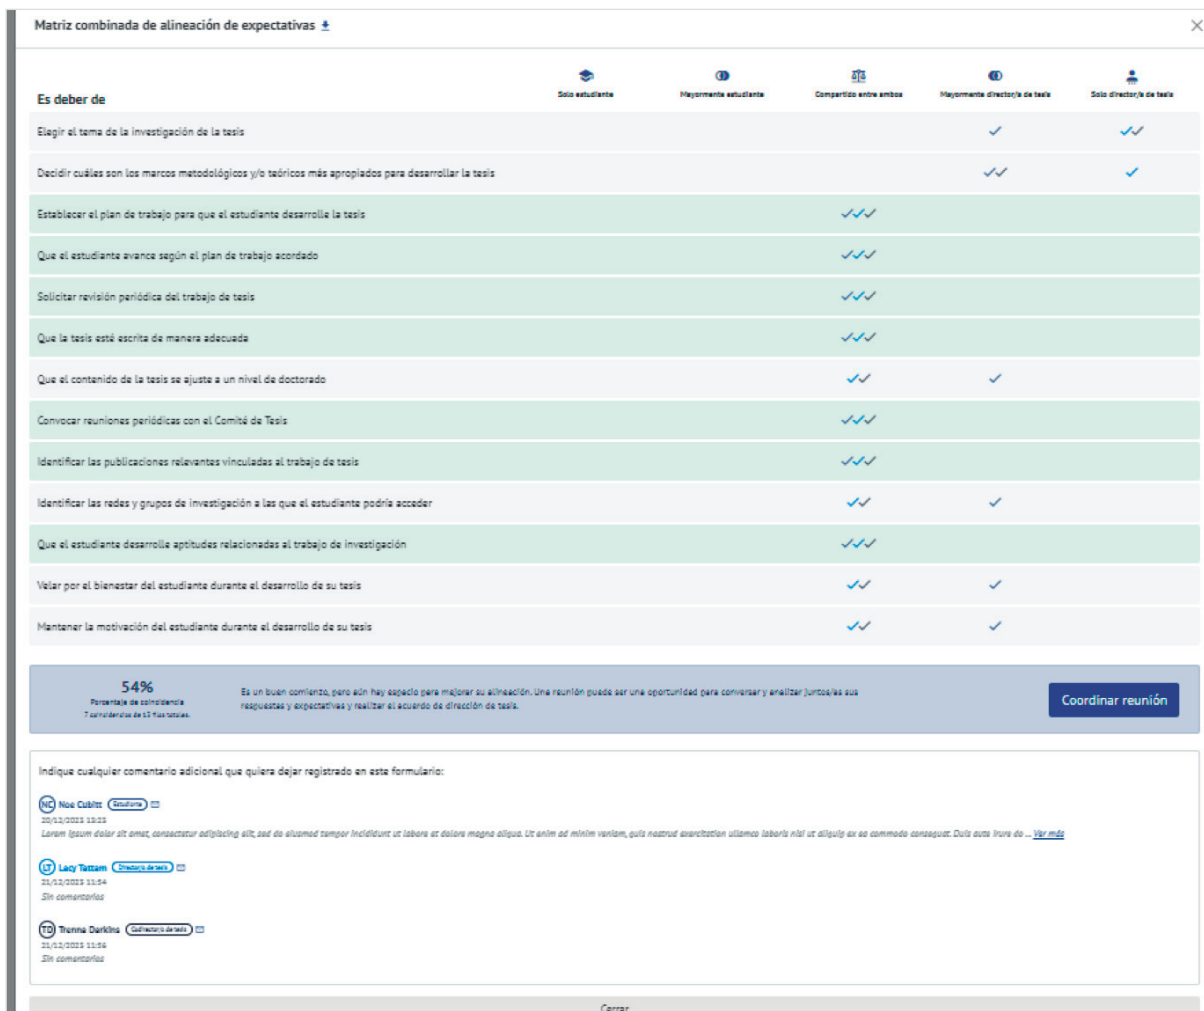 Matriz combinada de alineación de expectativas
Es deber de
Solo estudiante
Mayormente estudiante
Compartido entre ambos
Mayormente director/a de tesis
Solo director/a de tesis
Elegir el tema de la investigación de la tesis
Decidir cuáles son los marcos metodológicos y/o teóricos más apropiados para desarrollar la tesis
Establecer el plan de trabajo para que el estudiante desarrolle la tesis
Que el estudiante avance según el plan de trabajo acordado
Solicitar revisión periódica del trabajo de tesis
Que la tesis esté escrita de manera adecuada
Que el contenido de la tesis se ajuste a un nivel de doctorado
Convocar reuniones periódicas con el Comité de Tesis
Identificar las publicaciones relevantes vinculadas al trabajo de tesis
Identificar las redes y grupos de investigación a las que el estudiante podría acceder
Que el estudiante desarrolle aptitudes relacionadas al trabajo de investigación
Velar por el bienestar del estudiante durante el desarrollo de su tesis
Mantener la motivación del estudiante durante el desarrollo de su tesis
54%
Porcentaje de coincidencia
7 coincidencias de 13 filas totales.
Es un buen comienzo, pero aún hay espacio para mejorar su alineación. Una reunión puede ser una oportunidad para conversar y analizar juntos/as sus
respuestas y expectativas y realizar el acuerdo de dirección de tesis.
Coordinar reunión
Indique cualquier comentario adicional que quiera dejar registrado en este formulario:
NC Noe Cubitt Estudiante
20/12/2023 13:23
Lorem ipsum dolor sit amet, consectetur adipiscing elit, sed do eiusmod tempor incididunt ut labore et dolore magna aliqua. Ut enim ad minim veniam, quis nostrud exercitation ullamco laboris nisi ut aliquip ex ea commodo consequat. Duis aute irure do ... Ver más
LT Lacy Tattam Director/a de tesis
21/12/2023 11:54
Sin comentarios
TD Trenna Darkins Codirector/a de tesis
21/12/2023 11:56
Sin comentarios
Cerrar